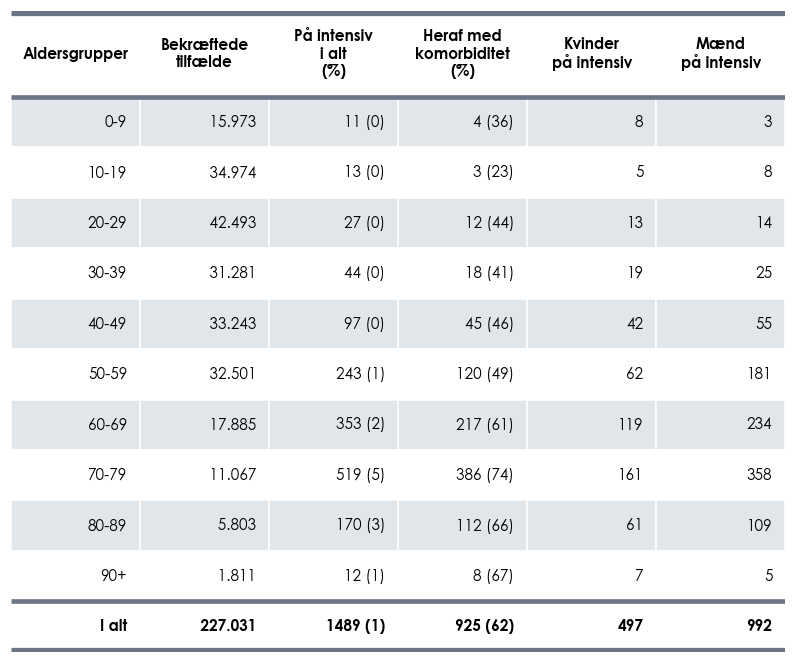 Aldersgrupper Bekræftede tilfælde På intensiv i alt (%) Heraf med komorbiditet (%) Kvinder på intensiv Mænd på intensiv
0-9 15.973 11 (0) 4 (36) 8 3
10-19 34.974 13 (0) 3 (23) 5 8
20-29 42.493 27 (0) 12 (44) 13 14
30-39 31.281 44 (0) 18 (41) 19 25
40-49 33.243 97 (0) 45 (46) 42 55
50-59 32.501 243 (1) 120 (49) 62 181
60-69 17.885 353 (2) 217 (61) 119 234
70-79 11.067 519 (5) 386 (74) 161 358
80-89 5.803 170 (3) 112 (66) 61 109
90+ 1.811 12 (1) 8 (67) 7 5
I alt 227.031 1489 (1) 925 (62) 497 992